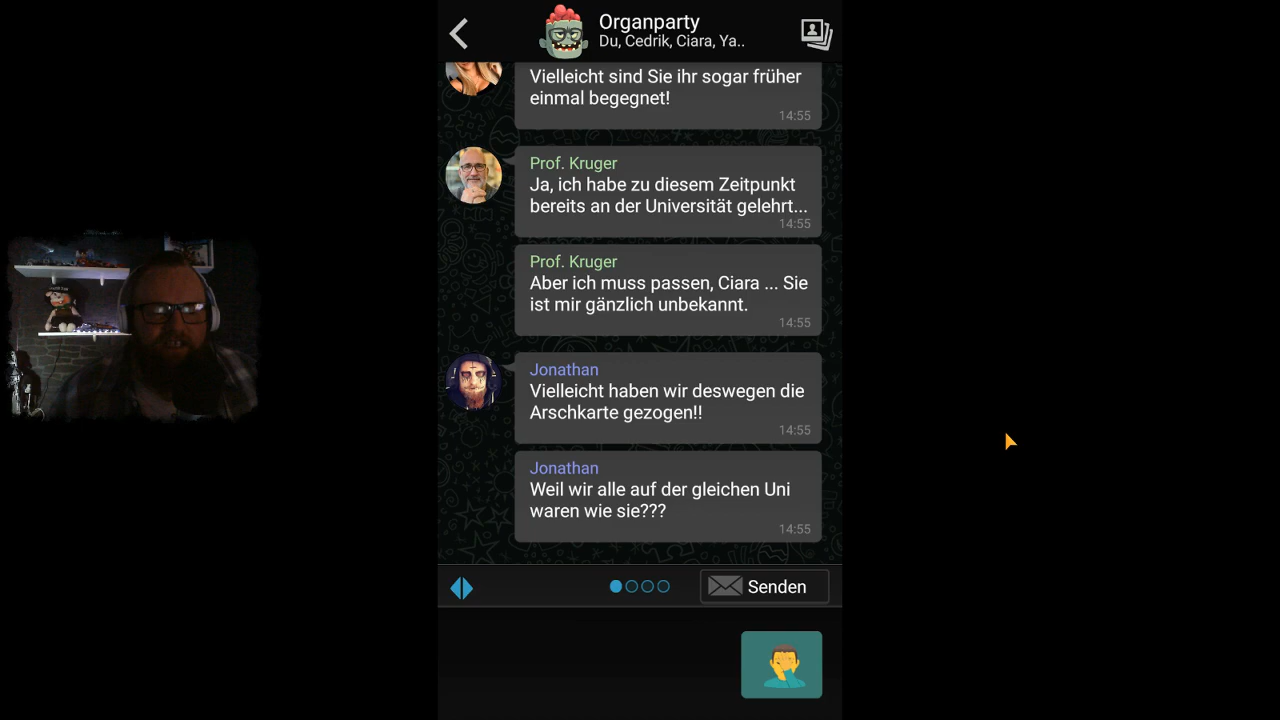 Organparty
Du, Cedrik, Ciara, Ya..
Vielleicht sind Sie ihr sogar früher
einmal begegnet!
14:55
Prof. Kruger
Ja, ich habe zu diesem Zeitpunkt
bereits an der Universität gelehrt...
14:55
Prof. Kruger
Aber ich muss passen, Ciara ... Sie
ist mir gänzlich unbekannt.
14:55
Jonathan
Vielleicht haben wir deswegen die
Arschkarte gezogen!!
14:55
Jonathan
Weil wir alle auf der gleichen Uni
waren wie sie???
14:55
Senden